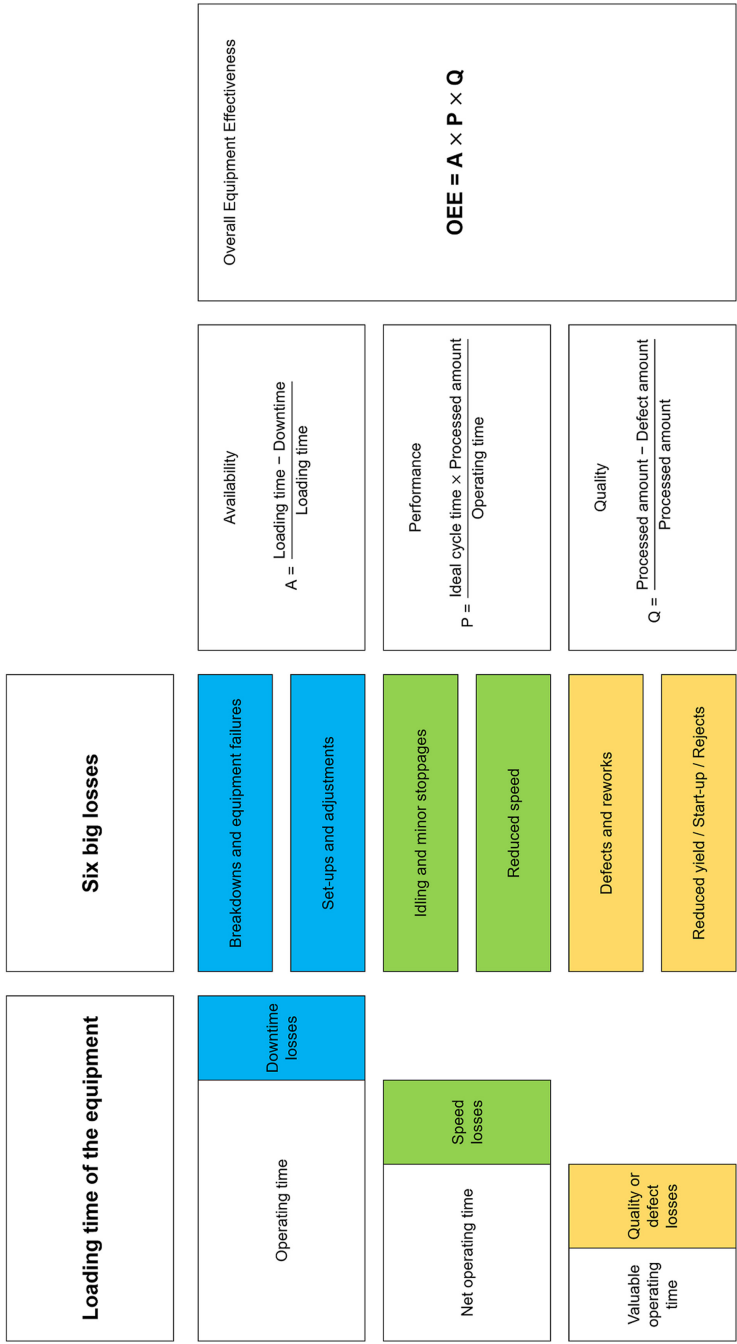 Loading time of the equipment
Six big losses
Operating time
Downtime
losses
Breakdowns and equipment failures
Set-ups and adjustments
Availability
A = Loading time − Downtime
Loading time
Overall Equipment Effectiveness
OEE = A × P × Q
Net operating time
Speed
losses
Idling and minor stoppages
Reduced speed
Performance
P = Ideal cycle time × Processed amount
Operating time
Valuable
operating
time
Quality or
defect
losses
Defects and reworks
Reduced yield / Start-up / Rejects
Quality
Q = Processed amount − Defect amount
Processed amount